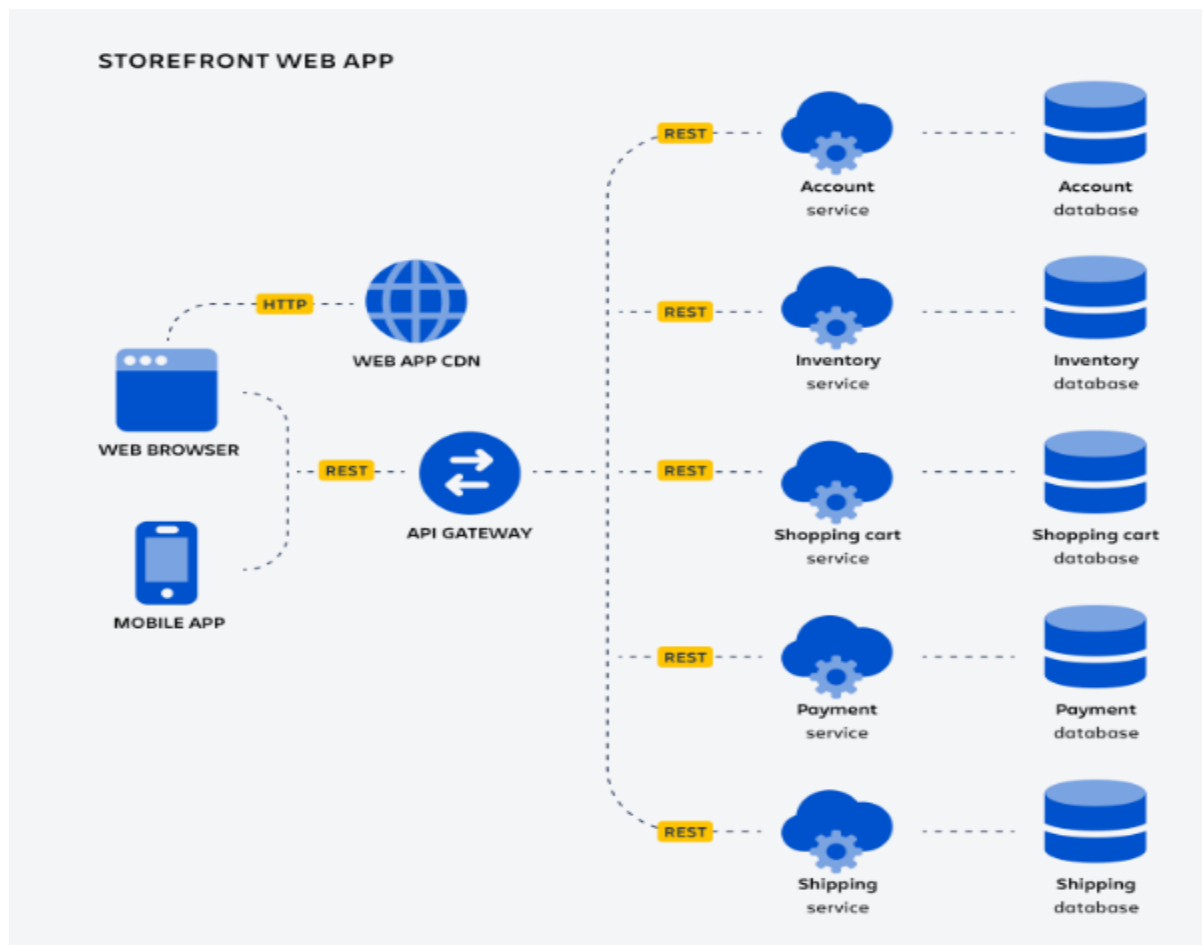 STOREFRONT WEB APP
REST
Account
service
Account
database
HTTP
WEB APP CDN
REST
Inventory
service
Inventory
database
WEB BROWSER
REST
API GATEWAY
REST
Shopping cart
service
Shopping cart
database
MOBILE APP
REST
Payment
service
Payment
database
REST
Shipping
service
Shipping
database